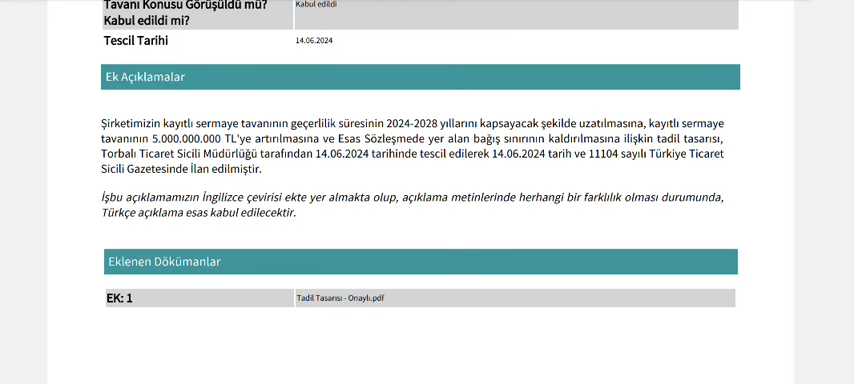 Tavanı Konusu Görüşüldü mü?
Kabul edildi mi?
Kabul edildi
Tescil Tarihi
14.06.2024
Ek Açıklamalar
Şirketimizin kayıtlı sermaye tavanının geçerlilik süresinin 2024-2028 yıllarını kapsayacak şekilde uzatılmasına, kayıtlı sermaye
tavanının 5.000.000.000 TL'ye artırılmasına ve Esas Sözleşmede yer alan bağış sınırının kaldırılmasına ilişkin tadil tasarısı,
Torbalı Ticaret Sicili Müdürlüğü tarafından 14.06.2024 tarihinde tescil edilerek 14.06.2024 tarih ve 11104 sayılı Türkiye Ticaret
Sicili Gazetesinde İlan edilmiştir.
İşbu açıklamamızın İngilizce çevirisi ekte yer almakta olup, açıklama metinlerinde herhangi bir farklılık olması durumunda,
Türkçe açıklama esas kabul edilecektir.
Eklenen Dökümanlar
EK: 1
Tadil Tasarısı - Onaylı.pdf